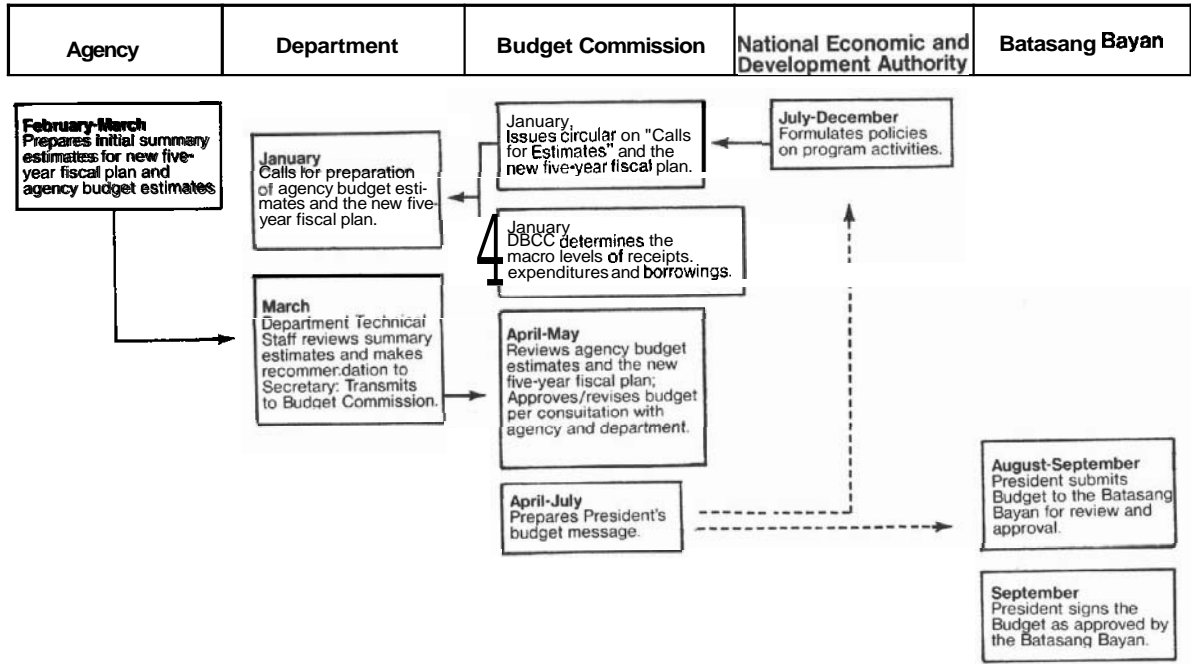 Agency
Department
Budget Commission
National Economic and
Development Authority
Batasang Bayan
February-March
Prepares initial summary
estimates for new five-
year fiscal plan and
agency budget estimates
January
Calls for preparation
of agency budget esti-
mates and the new five-
year fiscal plan.
January,
Issues circular on "Calls
for Estimates" and the
new five-year fiscal plan.
July-December
Formulates policies
on program activities.
January
DBCC determines the
macro levels of receipts.
expenditures and borrowings.
March
Department Technical
Staff reviews summary
estimates and makes
recommer.dation to
Secretary: Transmits
to Budget Commission.
April-May
Reviews agency budget
estimates and the new
five-year fiscal plan;
Approves/revises budget
per consuitation with
agency and department.
April-July
Prepares President's
budget message.
August-September
President submits
Budget to the Batasang
Bayan for review and
approval.
September
President signs the
Budget as approved by
the Batasang Bayan.